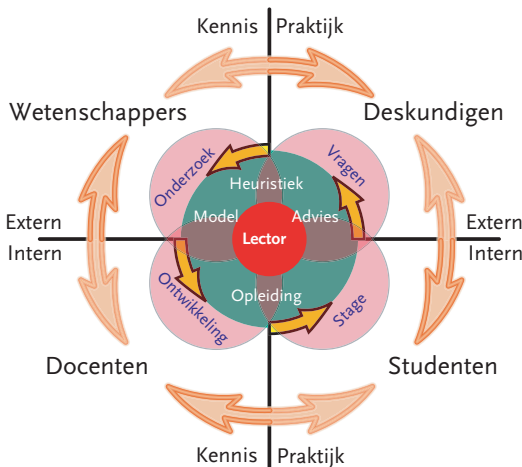 Kennis Praktijk
Wetenschappers Deskundigen
Onderzoek Vragen
Heuristiek
Model Advies
Extern Extern
Lector
Intern Intern
Opleiding
Ontwikkeling Stage
Docenten Studenten
Kennis Praktijk